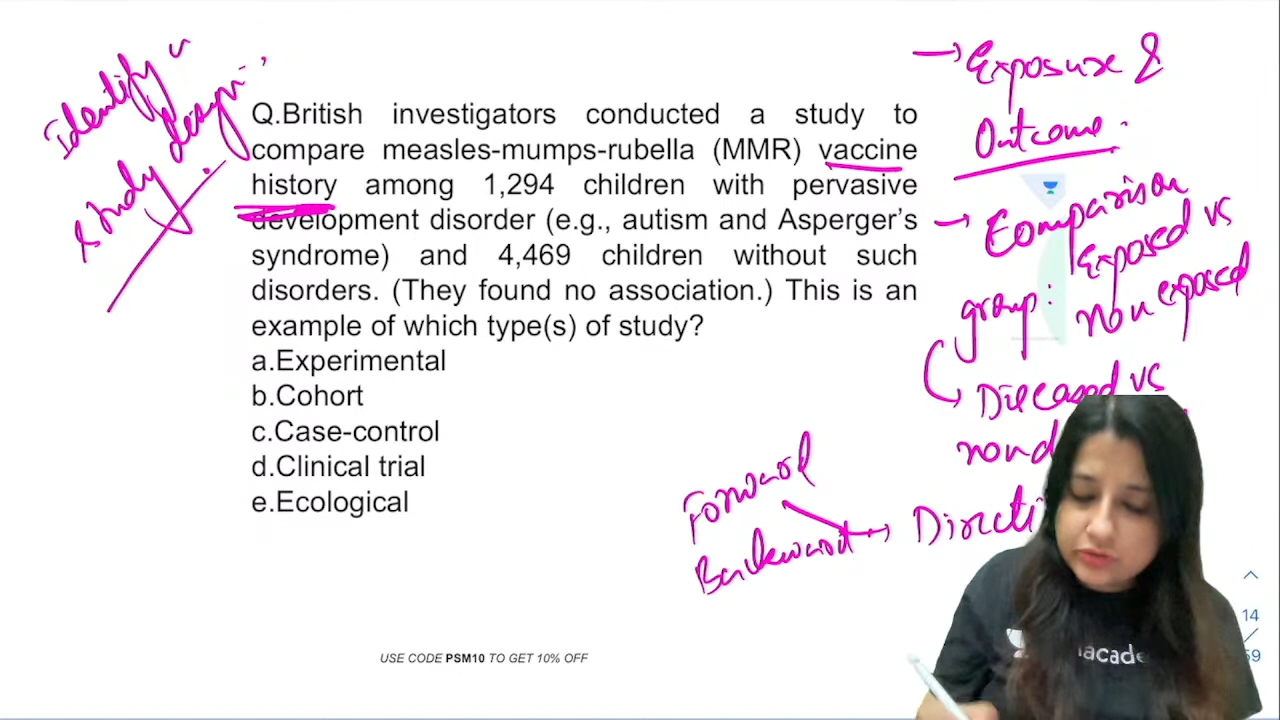 Identify
study design
Q.British investigators conducted a study to
compare measles-mumps-rubella (MMR) vaccine
history among 1,294 children with pervasive
development disorder (e.g., autism and Asperger's
syndrome) and 4,469 children without such
disorders. (They found no association.) This is an
example of which type(s) of study?
a.Experimental
b.Cohort
c.Case-control
d.Clinical trial
e.Ecological
→ Exposure &
Outcome.
→ Comparison
group: Exposed vs
non exposed
→ Diseased vs
Forward
Backward
USE CODE PSM10 TO GET 10% OFF
14